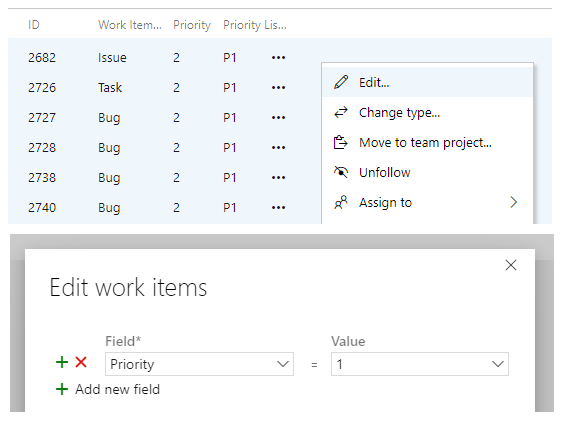 ID Work Item... Priority Priority Lis...
2682 Issue 2 P1 •••
2726 Task 2 P1 •••
2727 Bug 2 P1 •••
2728 Bug 2 P1 •••
2738 Bug 2 P1 •••
2740 Bug 2 P1 •••
Edit...
Change type...
Move to team project...
Unfollow
Assign to
Edit work items
Field* Value
Priority = 1
Add new field